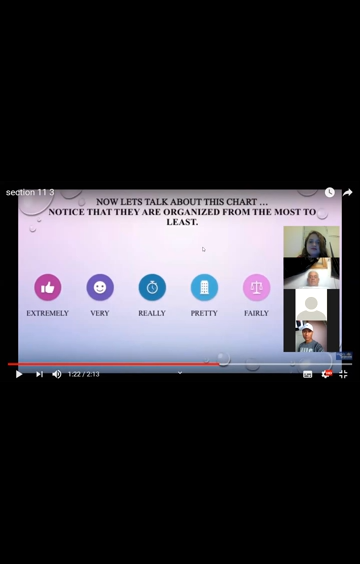 section 11 3
NOW LETS TALK ABOUT THIS CHART ...
NOTICE THAT THEY ARE ORGANIZED FROM THE MOST TO
LEAST.
EXTREMELY VERY REALLY PRETTY FAIRLY
1:22 / 2:13